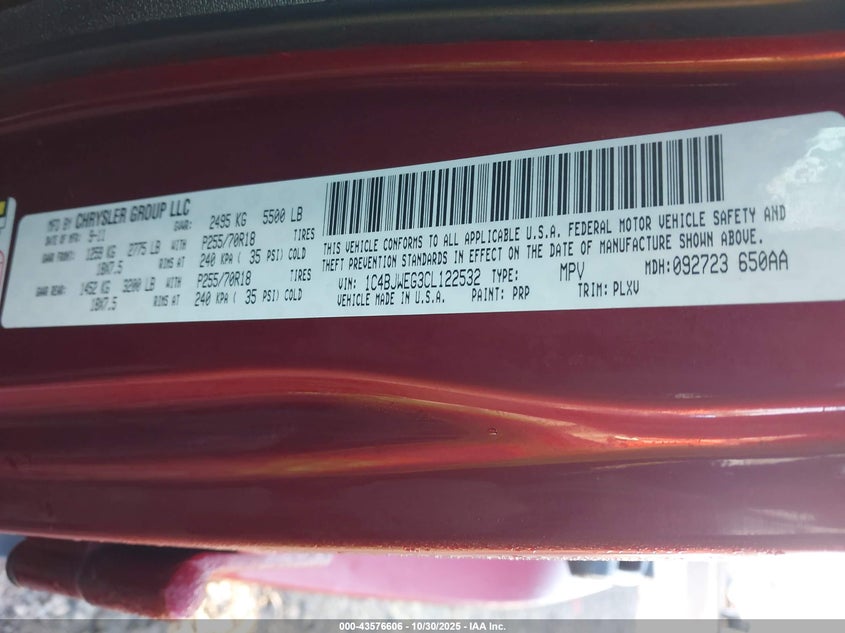 MFD BY CHRYSLER GROUP LLC
DATE OF MFR: 9-11 GVWR: 2495 KG 5500 LB
GAWR FRONT: 1259 KG 2775 LB WITH P255/70R18 TIRES
18X7.5 RIMS AT 240 KPA ( 35 PSI) COLD
GAWR REAR: 1452 KG 3200 LB WITH P255/70R18 TIRES
18X7.5 RIMS AT 240 KPA ( 35 PSI) COLD
THIS VEHICLE CONFORMS TO ALL APPLICABLE U.S.A. FEDERAL MOTOR VEHICLE SAFETY AND
THEFT PREVENTION STANDARDS IN EFFECT ON THE DATE OF MANUFACTURE SHOWN ABOVE.
VIN: 1C4BJWEG3CL122532 TYPE: MPV MDH:092723 650AA
VEHICLE MADE IN U.S.A. PAINT: PRP TRIM: PLXV
000-43576606 • 10/30/2025 - IAA Inc.